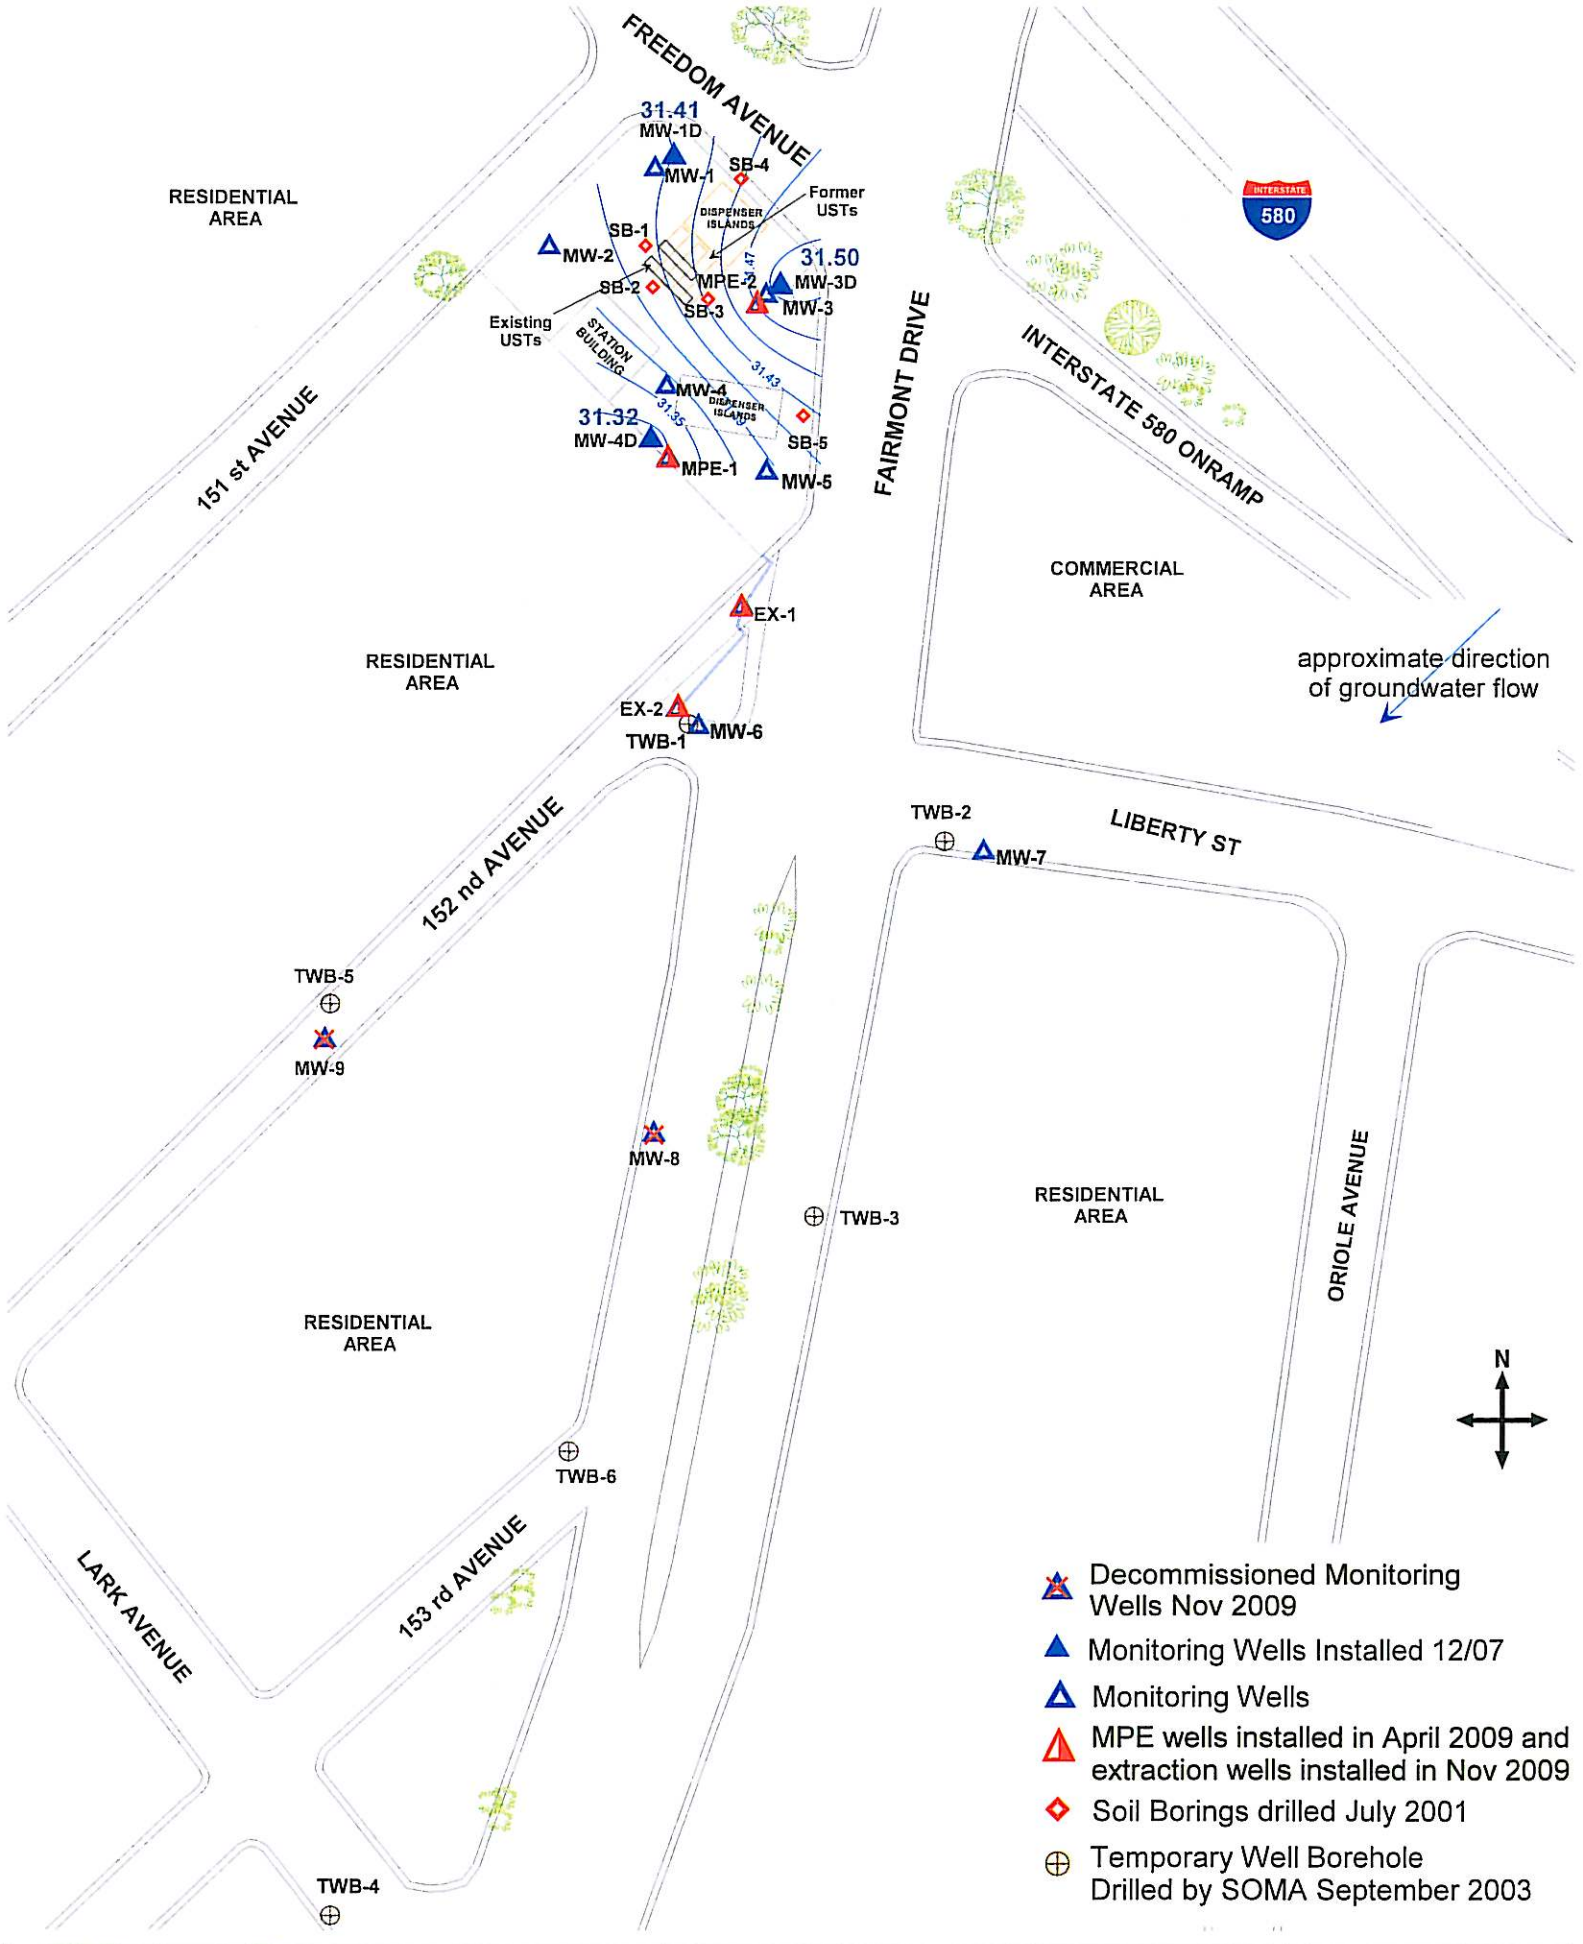 FREEDOM AVENUE
31.41
MW-1D
MW-1
SB-4
RESIDENTIAL
AREA
Former
USTs
DISPENSER
ISLANDS
INTERSTATE
580
SB-1
MW-2
31.47
31.50
MW-3D
MPE-2
SB-2
MW-3
SB-3
Existing
USTs
STATION
BUILDING
FAIRMONT DRIVE
INTERSTATE 580 ONRAMP
31.43
MW-4
31.35
DISPENSER
ISLANDS
31.32
MW-4D
SB-5
MPE-1
MW-5
151 st AVENUE
COMMERCIAL
AREA
EX-1
RESIDENTIAL
AREA
approximate direction
of groundwater flow
EX-2
TWB-1
MW-6
152 nd AVENUE
TWB-2
MW-7
LIBERTY ST
TWB-5
MW-9
MW-8
RESIDENTIAL
AREA
TWB-3
ORIOLE AVENUE
RESIDENTIAL
AREA
N
TWB-6
153 rd AVENUE
LARK AVENUE
TWB-4
Decommissioned Monitoring
Wells Nov 2009
Monitoring Wells Installed 12/07
Monitoring Wells
MPE wells installed in April 2009 and
extraction wells installed in Nov 2009
Soil Borings drilled July 2001
Temporary Well Borehole
Drilled by SOMA September 2003